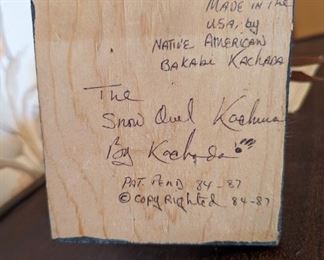 MADE IN the
USA, by
NATIVE AMERICAN
BAKABI KACHADA
The
Snow Owl Kachina
By Kachada
PAT. PEND 84-87
© COPYRIGHTED 84-87